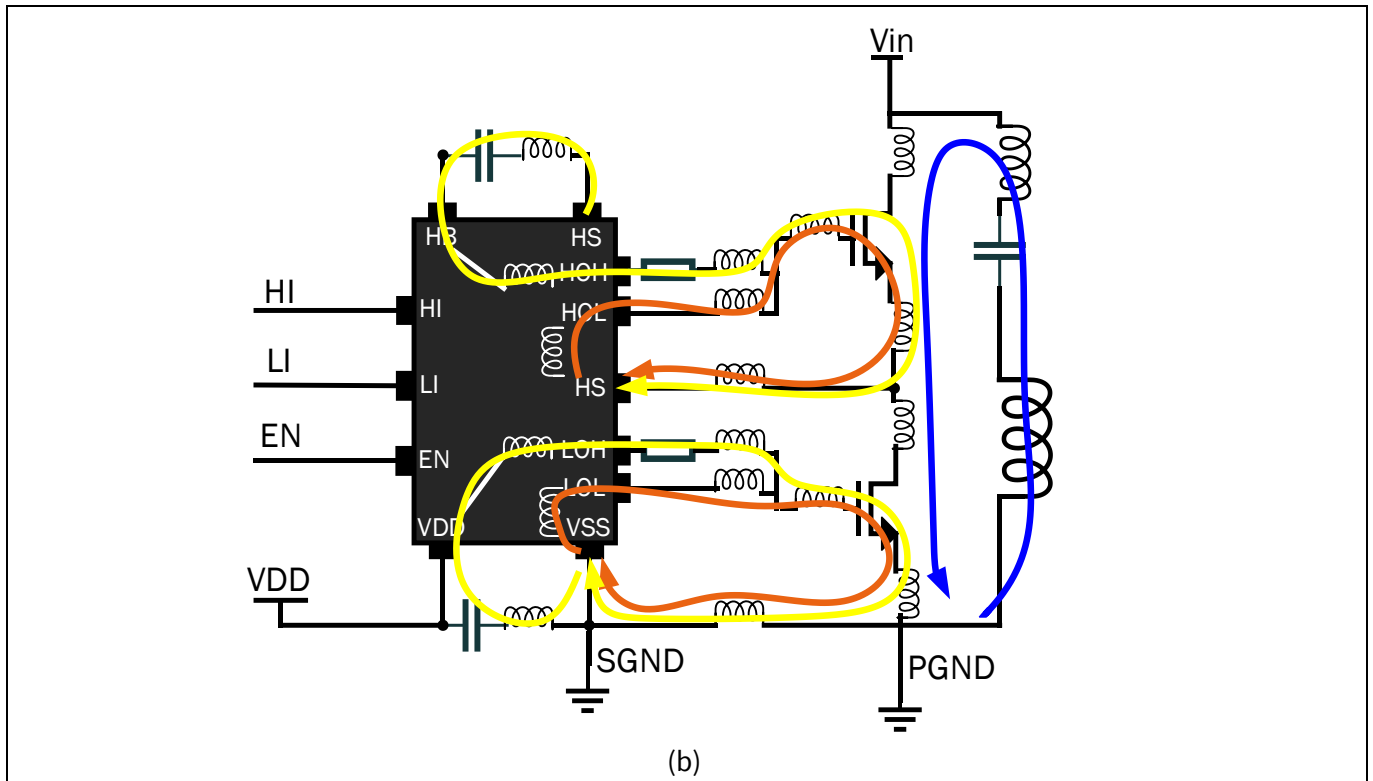 Vin
HB
HS
HOH
HI
HI
HOL
LI
LI
HS
EN
EN
LOH
LOL
VDD
VSS
VDD
SGND
PGND
(b)